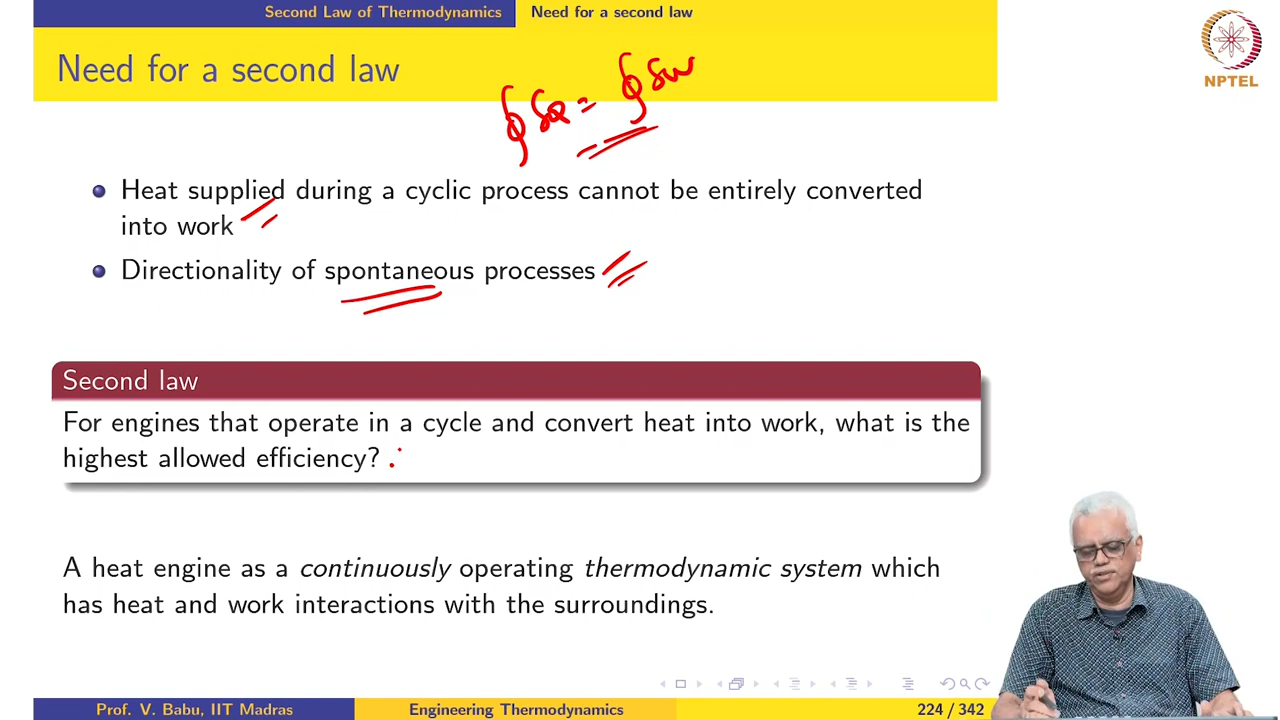 Second Law of Thermodynamics Need for a second law
Need for a second law
NPTEL
∮ δQ = ∮ δW
Heat supplied during a cyclic process cannot be entirely converted
into work
Directionality of spontaneous processes
Second law
For engines that operate in a cycle and convert heat into work, what is the
highest allowed efficiency?
A heat engine as a continuously operating thermodynamic system which
has heat and work interactions with the surroundings.
Prof. V. Babu, IIT Madras Engineering Thermodynamics 224 / 342